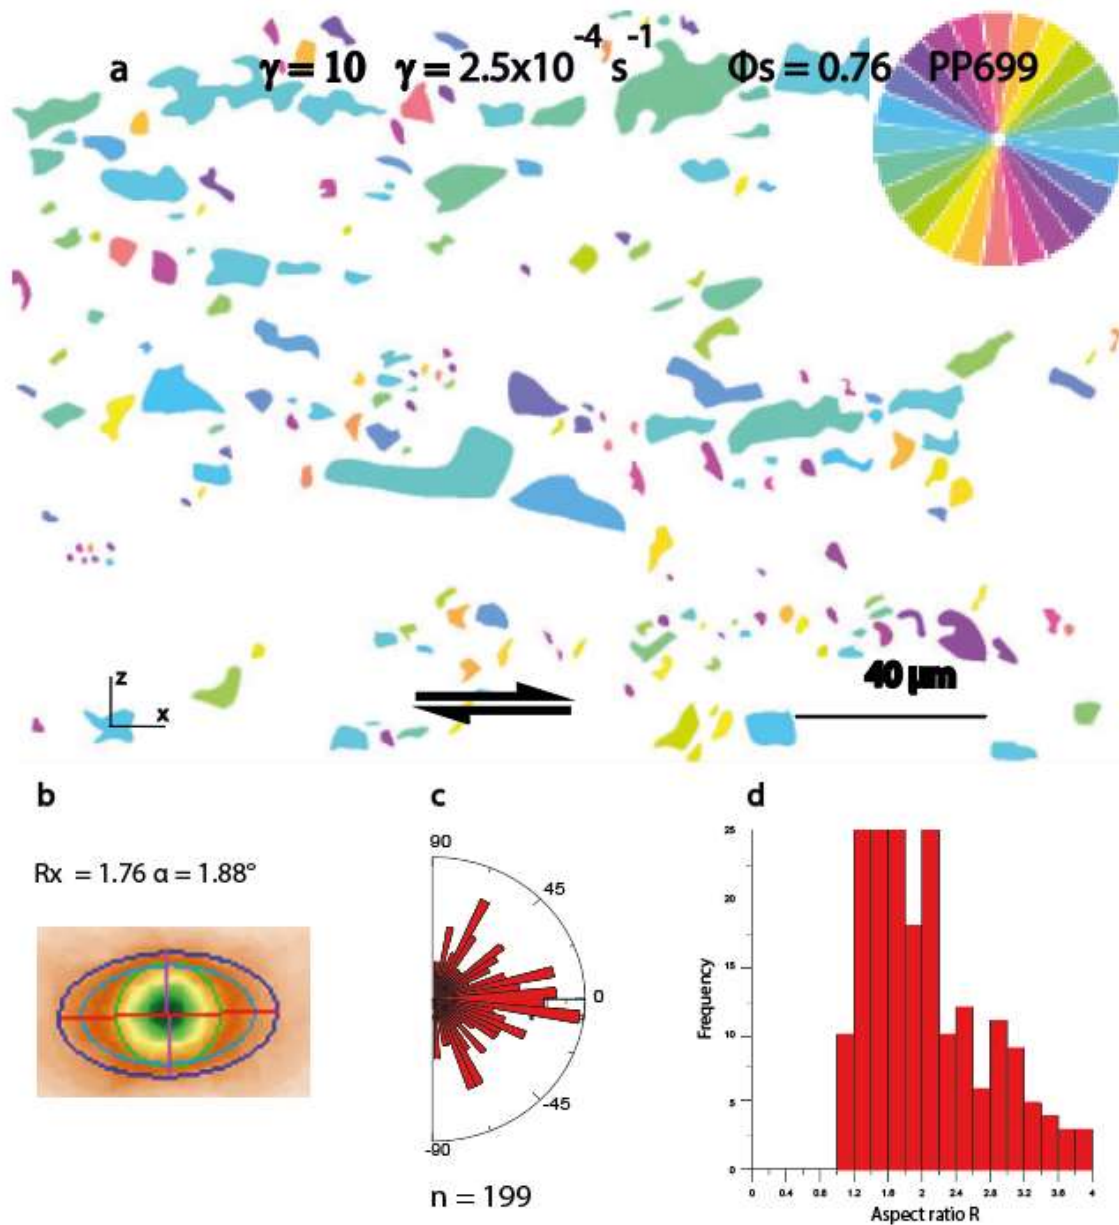 a γ = 10 γ = 2.5x10⁻⁴ s⁻¹ Φs = 0.76 PP699
z
x
40 µm
b
Rx = 1.76 α = 1.88°
c
90
45
0
-45
-90
n = 199
d
25
20
15
10
5
0
Frequency
0 0.4 0.8 1.2 1.6 2 2.4 2.8 3.2 3.6 4
Aspect ratio R